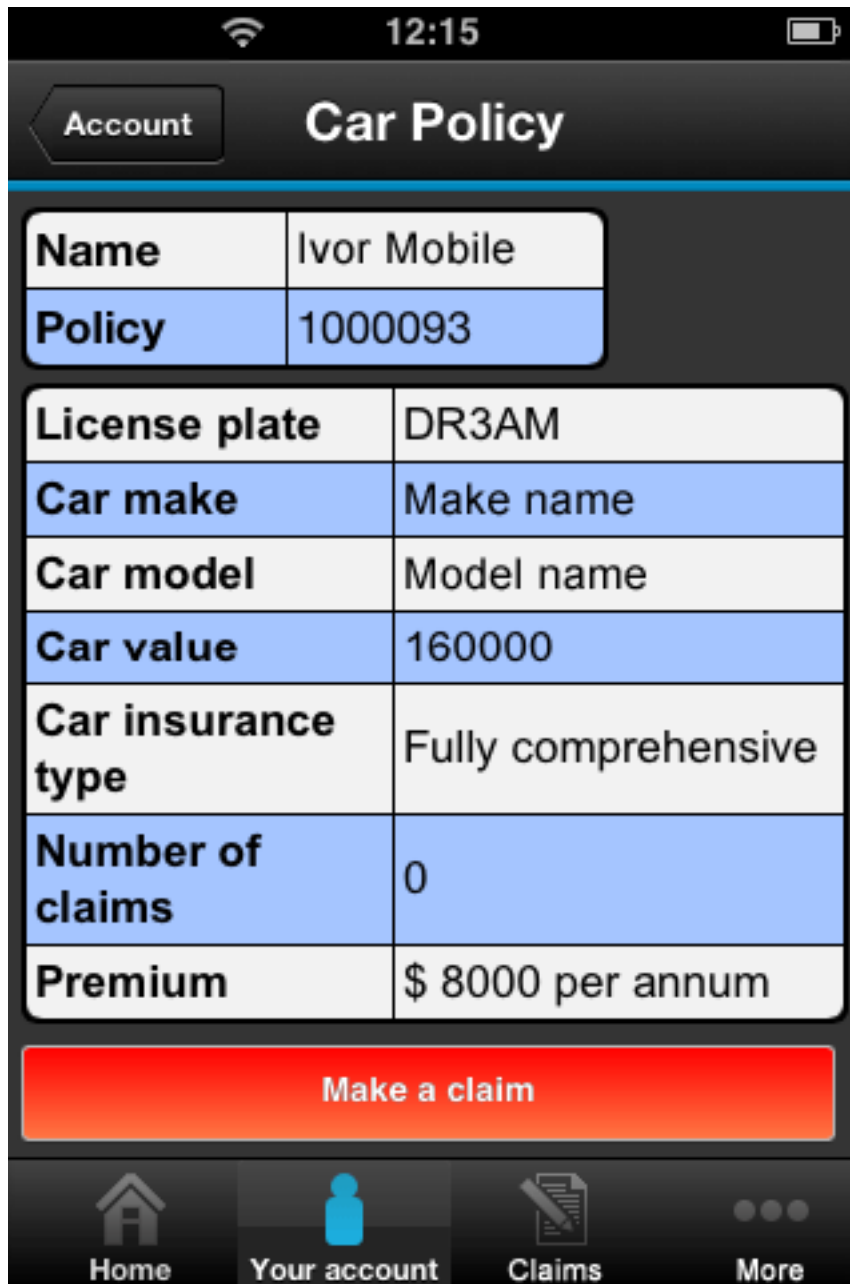 12:15
Account
Car Policy
Name Ivor Mobile
Policy 1000093
License plate DR3AM
Car make Make name
Car model Model name
Car value 160000
Car insurance
type Fully comprehensive
Number of
claims 0
Premium $ 8000 per annum
Make a claim
Home Your account Claims More